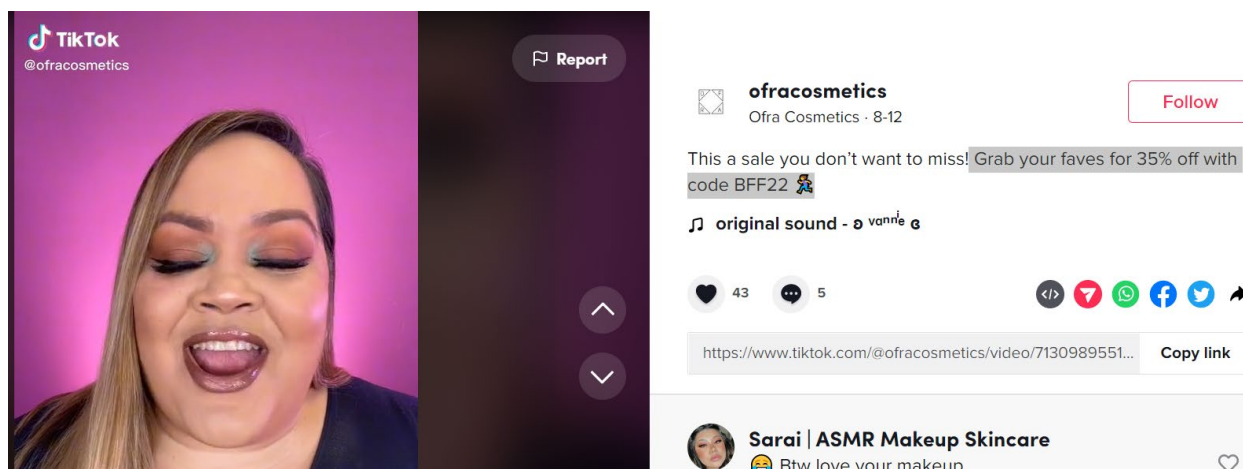 TikTok
@ofracosmetics
Report
ofracosmetics
Ofra Cosmetics · 8-12
Follow
This a sale you don’t want to miss! Grab your faves for 35% off with
code BFF22 🏃‍♀️
original sound - ʚ ᵛᵃⁿⁿⁱᵉ ɞ
43
5
https://www.tiktok.com/@ofracosmetics/video/7130989551...
Copy link
Sarai | ASMR Makeup Skincare
😂 Btw love your makeup